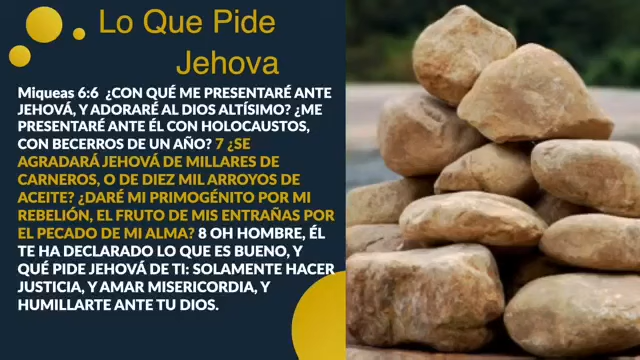 Lo Que Pide
Jehova
Miqueas 6:6 ¿CON QUÉ ME PRESENTARÉ ANTE
JEHOVÁ, Y ADORARÉ AL DIOS ALTÍSIMO? ¿ME
PRESENTARÉ ANTE ÉL CON HOLOCAUSTOS,
CON BECERROS DE UN AÑO? 7 ¿SE
AGRADARÁ JEHOVÁ DE MILLARES DE
CARNEROS, O DE DIEZ MIL ARROYOS DE
ACEITE? ¿DARÉ MI PRIMOGÉNITO POR MI
REBELIÓN, EL FRUTO DE MIS ENTRAÑAS POR
EL PECADO DE MI ALMA? 8 OH HOMBRE, ÉL
TE HA DECLARADO LO QUE ES BUENO, Y
QUÉ PIDE JEHOVÁ DE TI: SOLAMENTE HACER
JUSTICIA, Y AMAR MISERICORDIA, Y
HUMILLARTE ANTE TU DIOS.